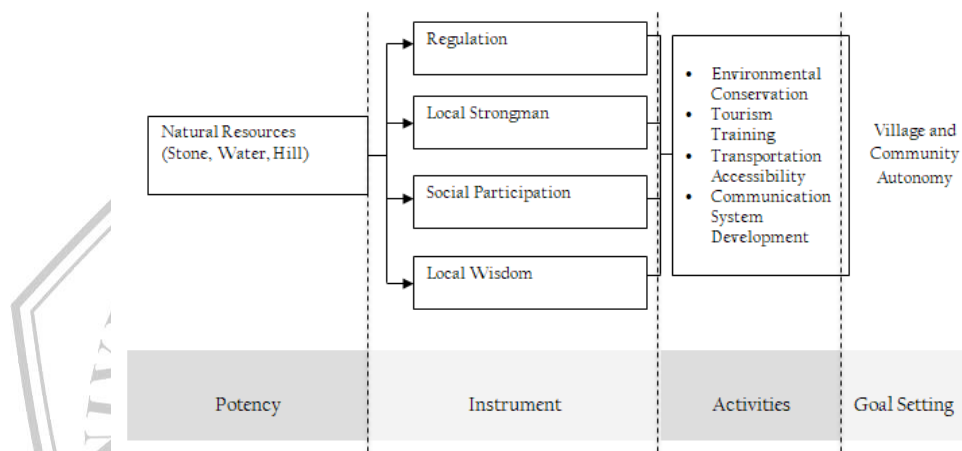 Natural Resources
(Stone, Water, Hill)
Regulation
Local Strongman
Social Participation
Local Wisdom
• Environmental
Conservation
• Tourism
Training
• Transportation
Accessibility
• Communication
System
Development
Village and
Community
Autonomy
Potency
Instrument
Activities
Goal Setting